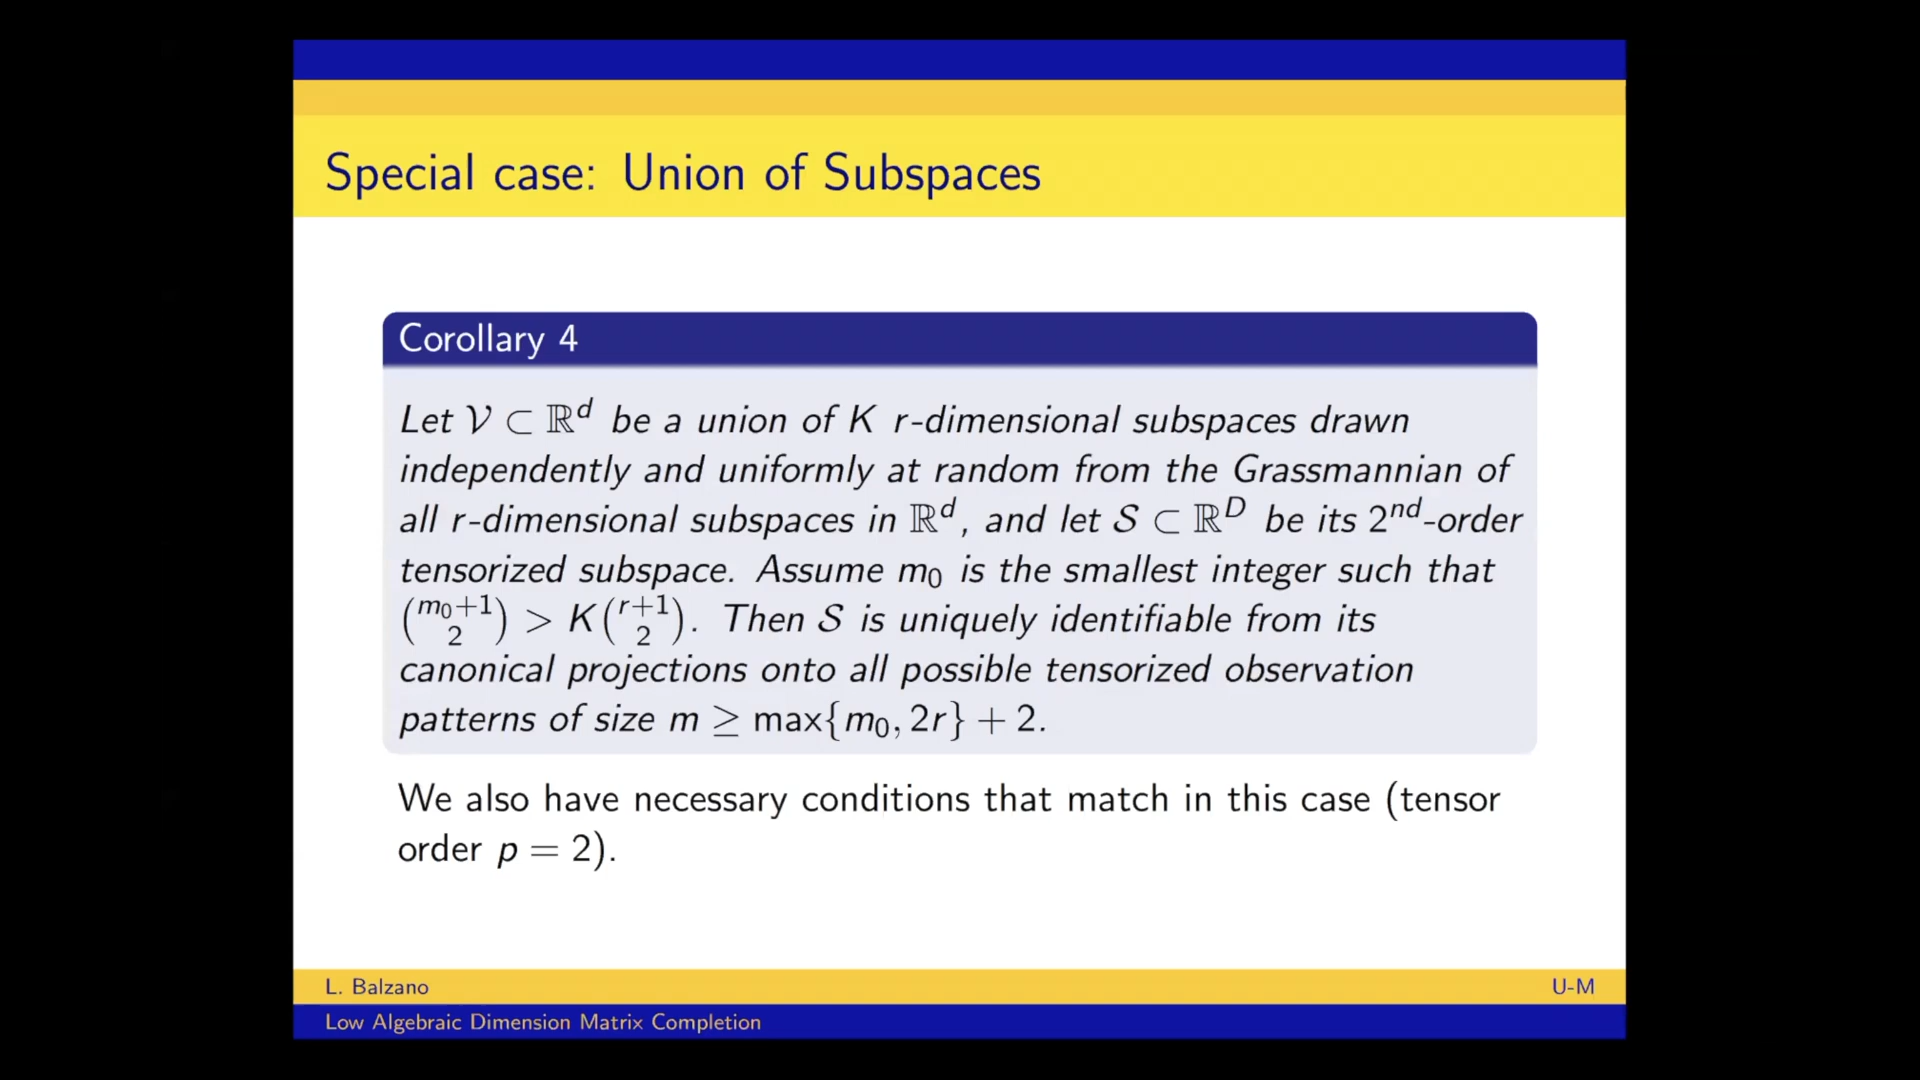 Special case: Union of Subspaces
Corollary 4
Let 𝒱 ⊂ ℝ^d be a union of K r-dimensional subspaces drawn
independently and uniformly at random from the Grassmannian of
all r-dimensional subspaces in ℝ^d, and let 𝒮 ⊂ ℝ^D be its 2^nd-order
tensorized subspace. Assume m_0 is the smallest integer such that
\binom{m_0+1}{2} > K\binom{r+1}{2}. Then 𝒮 is uniquely identifiable from its
canonical projections onto all possible tensorized observation
patterns of size m ≥ max{m_0, 2r} + 2.
We also have necessary conditions that match in this case (tensor
order p = 2).
L. Balzano U-M
Low Algebraic Dimension Matrix Completion